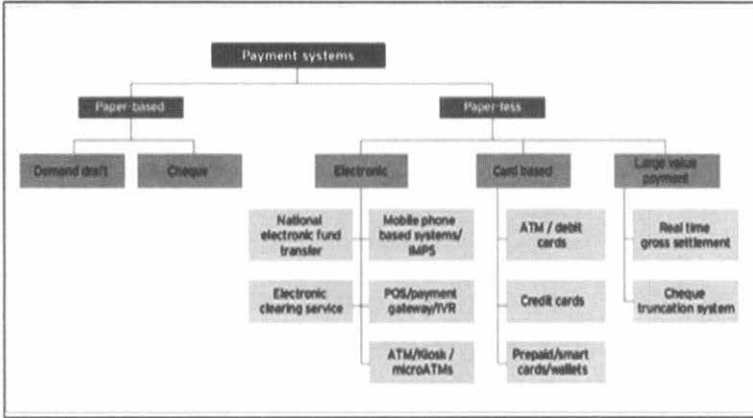 Payment systems
Paper-based
Paper-less
Demand draft
Cheque
Electronic
Card based
Large value
payment
National
electronic fund
transfer
Mobile phone
based systems/
IMPS
ATM / debit
cards
Real time
gross settlement
Electronic
clearing service
POS/payment
gateway/IVR
Credit cards
Cheque
truncation system
ATM/Kiosk /
microATMs
Prepaid/smart
cards/wallets